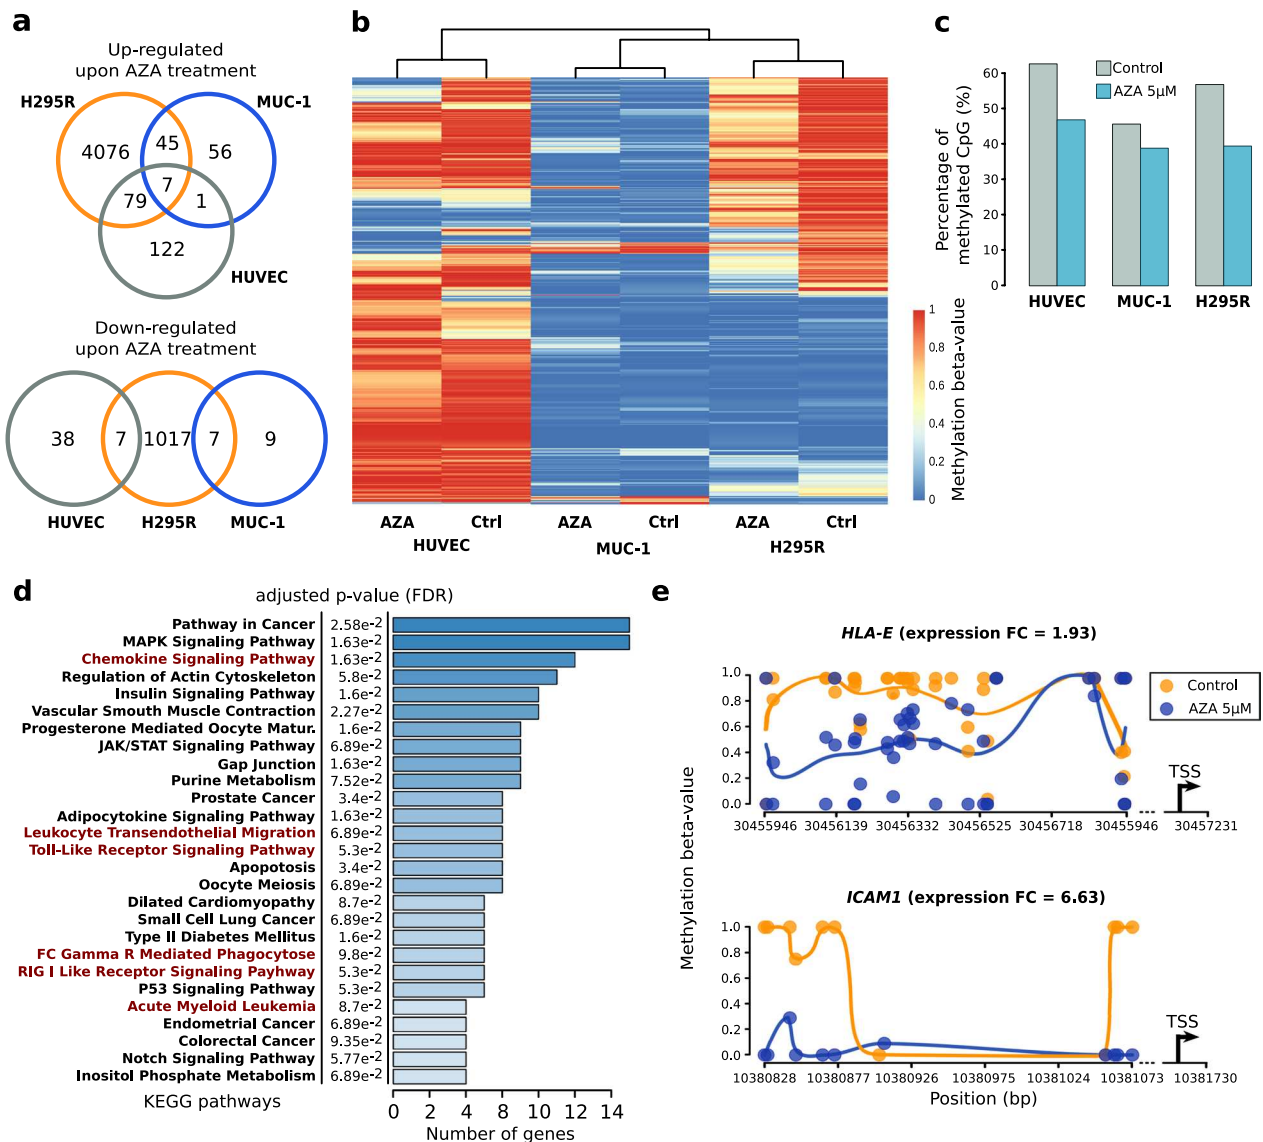 a
Up-regulated
upon AZA treatment
H295R
MUC-1
4076
45
56
7
79
1
122
HUVEC
Down-regulated
upon AZA treatment
38
7
1017
7
9
HUVEC
H295R
MUC-1
b
1
0.8
0.6
0.4
0.2
0
Methylation beta-value
AZA
Ctrl
AZA
Ctrl
AZA
Ctrl
HUVEC
MUC-1
H295R
c
Percentage of
methylated CpG (%)
60
50
40
30
20
10
0
Control
AZA 5µM
HUVEC
MUC-1
H295R
d
adjusted p-value (FDR)
Pathway in Cancer 2.58e-2
MAPK Signaling Pathway 1.63e-2
Chemokine Signaling Pathway 1.63e-2
Regulation of Actin Cytoskeleton 5.8e-2
Insulin Signaling Pathway 1.6e-2
Vascular Smouth Muscle Contraction 2.27e-2
Progesterone Mediated Oocyte Matur. 1.6e-2
JAK/STAT Signaling Pathway 6.89e-2
Gap Junction 1.63e-2
Purine Metabolism 7.52e-2
Prostate Cancer 3.4e-2
Adipocytokine Signaling Pathway 1.63e-2
Leukocyte Transendothelial Migration 6.89e-2
Toll-Like Receptor Signaling Pathway 5.3e-2
Apopotosis 3.4e-2
Oocyte Meiosis 6.89e-2
Dilated Cardiomyopathy 8.7e-2
Small Cell Lung Cancer 6.89e-2
Type II Diabetes Mellitus 1.6e-2
FC Gamma R Mediated Phagocytose 9.8e-2
RIG I Like Receptor Signaling Payhway 5.3e-2
P53 Signaling Pathway 5.3e-2
Acute Myeloid Leukemia 8.7e-2
Endometrial Cancer 6.89e-2
Colorectal Cancer 9.35e-2
Notch Signaling Pathway 5.77e-2
Inositol Phosphate Metabolism 6.89e-2
KEGG pathways
0 2 4 6 8 10 12 14
Number of genes
e
HLA-E (expression FC = 1.93)
1.0
0.8
0.6
0.4
0.2
0.0
Control
AZA 5µM
TSS
30455946 30456139 30456332 30456525 30456718 30455946 30457231
Methylation beta-value
ICAM1 (expression FC = 6.63)
1.0
0.8
0.6
0.4
0.2
0.0
TSS
10380828 10380877 10380926 10380975 10381024 10381073 10381730
Position (bp)